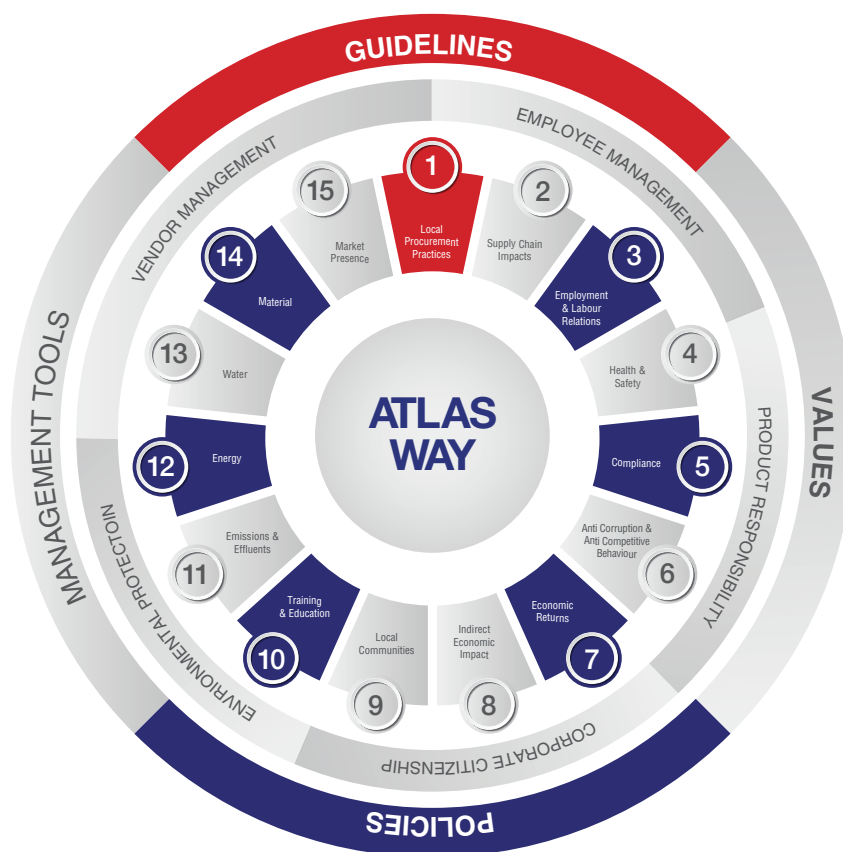 GUIDELINES
VALUES
POLICIES
MANAGEMENT TOOLS
EMPLOYEE MANAGEMENT
PRODUCT RESPONSIBILITY
CORPORATE CITIZENSHIP
ENVRIONMENTAL PROTECTOIN
VENDOR MANAGEMENT
1
Local
Procurement
Practices
2
Supply Chain
Impacts
3
Employment
& Labour
Relations
4
Health &
Safety
5
Compliance
6
Anti Corruption &
Anti Competitive
Behaviour
7
Economic
Returns
8
Indirect
Economic
Impact
9
Local
Communities
10
Training
& Education
11
Emissions &
Effluents
12
Energy
13
Water
14
Material
15
Market
Presence
ATLAS
WAY